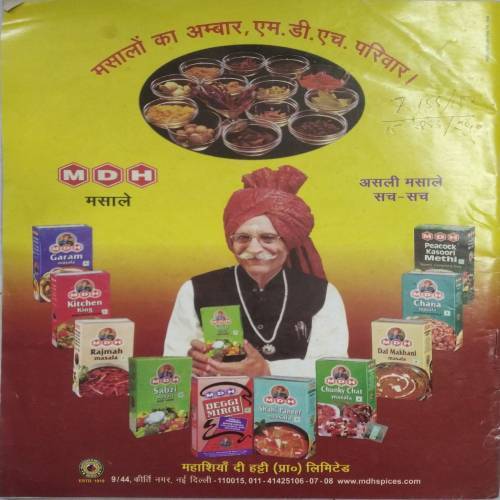 मसालों का अम्बार, एम.डी.एच. परिवार।
MDH
मसाले
असली मसाले
सच-सच
MDH
Garam
masala
MDH
Kitchen
King
MDH
Rajmah
masala
MDH
Sabzi
masala
MDH
DEGGI
MIRCH
MDH
Shahi Paneer
masala
MDH
Chunky Chat
masala
MDH
Dal Makhani
masala
MDH
Chana
masala
MDH
Peacock
Kasoori
Methi
महाशियाँ दी हट्टी (प्रा०) लिमिटेड
ESTD. 1919
9/44, कीर्ति नगर, नई दिल्ली -110015, 011- 41425106 -07 -08 www.mdhspices.com